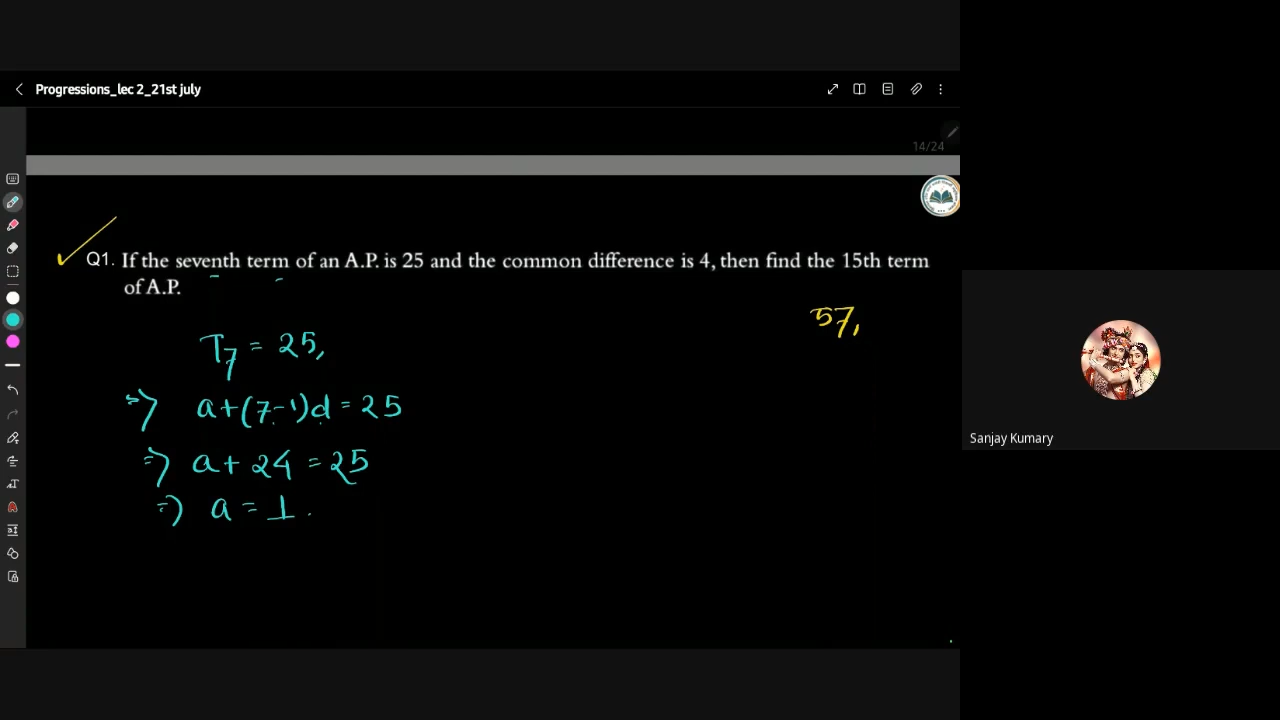 Progressions_lec 2_21st july
14/24
Q1. If the seventh term of an A.P. is 25 and the common difference is 4, then find the 15th term
of A.P.
57,
T7 = 25,
=> a+(7-1)d = 25
=> a + 24 = 25
=> a = 1.
Sanjay Kumary